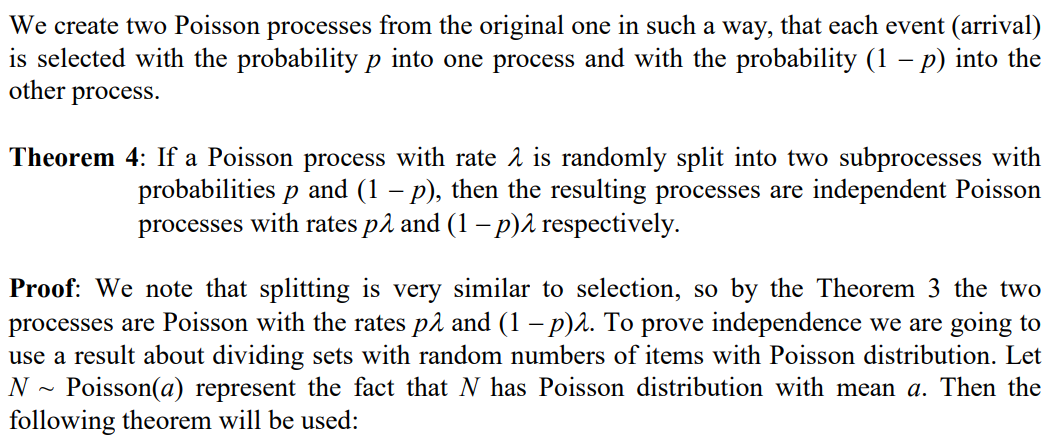 We create two Poisson processes from the original one in such a way, that each event (arrival)
is selected with the probability p into one process and with the probability (1 – p) into the
other process.
Theorem 4: If a Poisson process with rate λ is randomly split into two subprocesses with
probabilities p and (1 – p), then the resulting processes are independent Poisson
processes with rates pλ and (1 – p)λ respectively.
Proof: We note that splitting is very similar to selection, so by the Theorem 3 the two
processes are Poisson with the rates pλ and (1 – p)λ. To prove independence we are going to
use a result about dividing sets with random numbers of items with Poisson distribution. Let
N ~ Poisson(a) represent the fact that N has Poisson distribution with mean a. Then the
following theorem will be used: